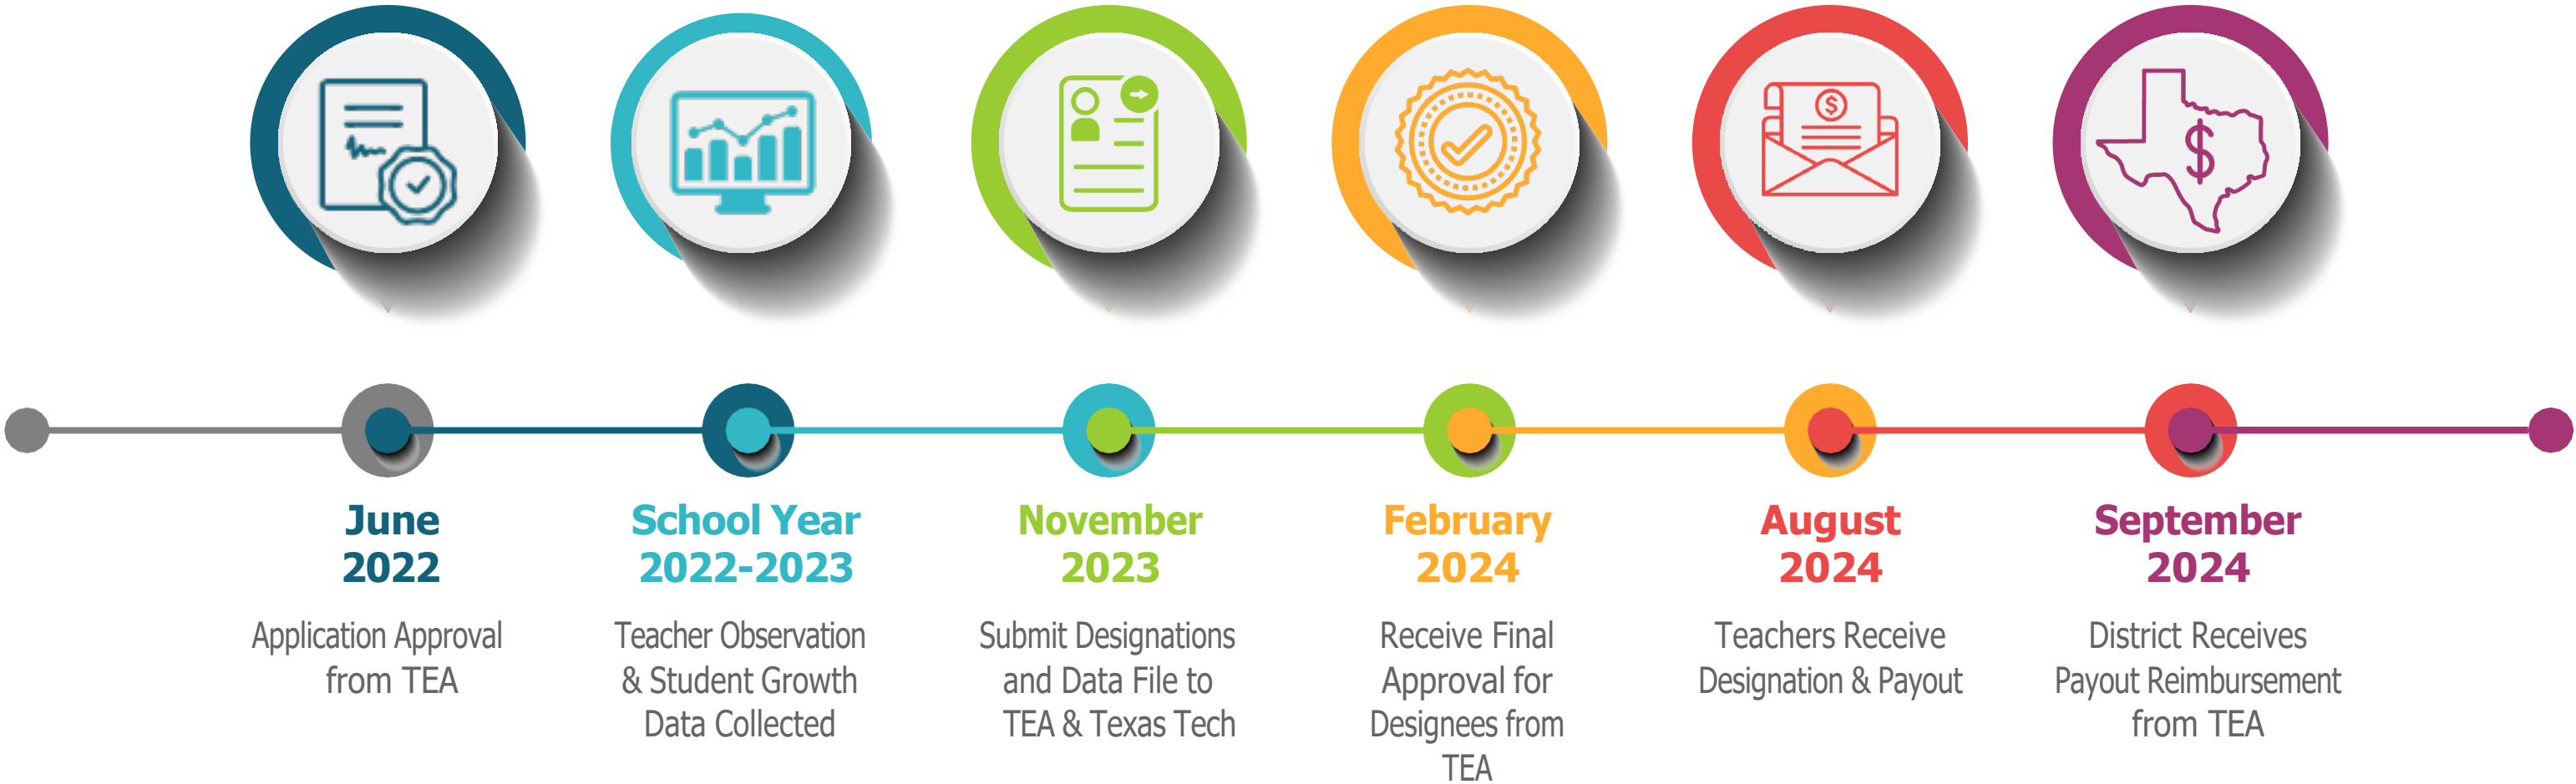 June
2022
Application Approval
from TEA
School Year
2022-2023
Teacher Observation
& Student Growth
Data Collected
November
2023
Submit Designations
and Data File to
TEA & Texas Tech
February
2024
Receive Final
Approval for
Designees from
TEA
August
2024
Teachers Receive
Designation & Payout
September
2024
District Receives
Payout Reimbursement
from TEA